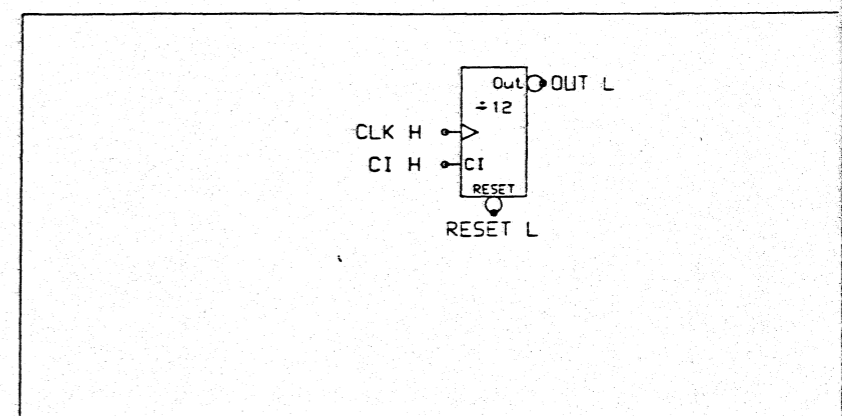 Out OUT L
÷12
CLK H
CI H CI
RESET
RESET L